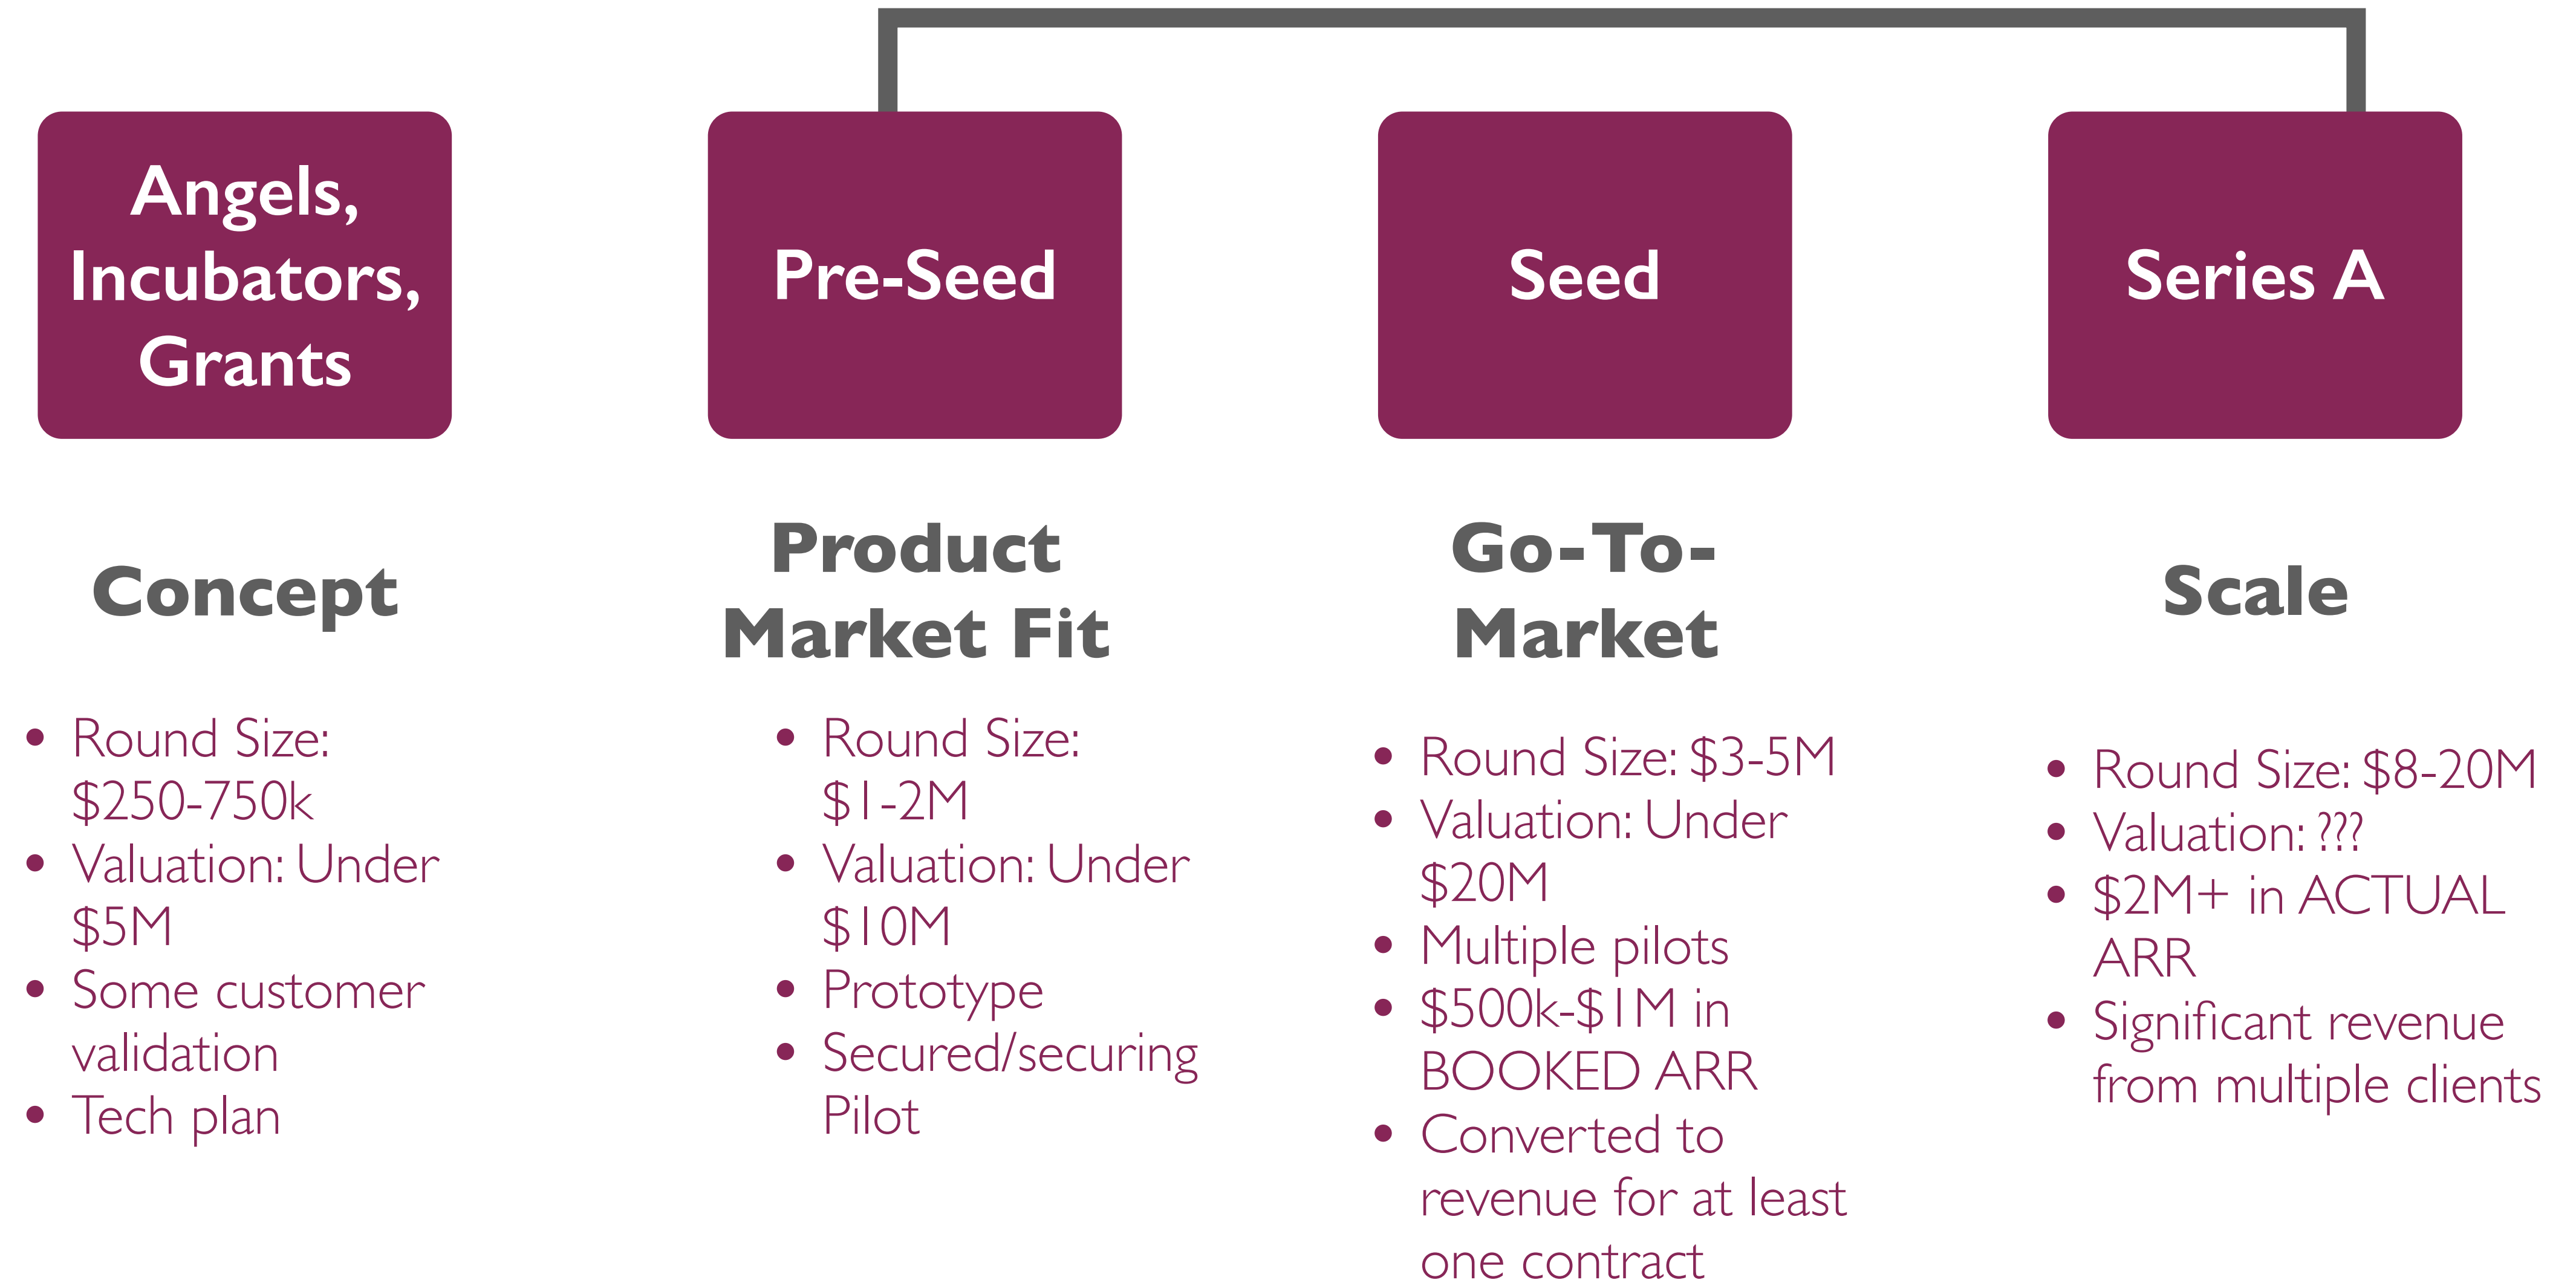 Angels,
Incubators,
Grants
Pre-Seed
Seed
Series A
Concept
Product
Market Fit
Go-To-
Market
Scale
• Round Size:
$250-750k
• Valuation: Under
$5M
• Some customer
validation
• Tech plan
• Round Size:
$1-2M
• Valuation: Under
$10M
• Prototype
• Secured/securing
Pilot
• Round Size: $3-5M
• Valuation: Under
$20M
• Multiple pilots
• $500k-$1M in
BOOKED ARR
• Converted to
revenue for at least
one contract
• Round Size: $8-20M
• Valuation: ???
• $2M+ in ACTUAL
ARR
• Significant revenue
from multiple clients